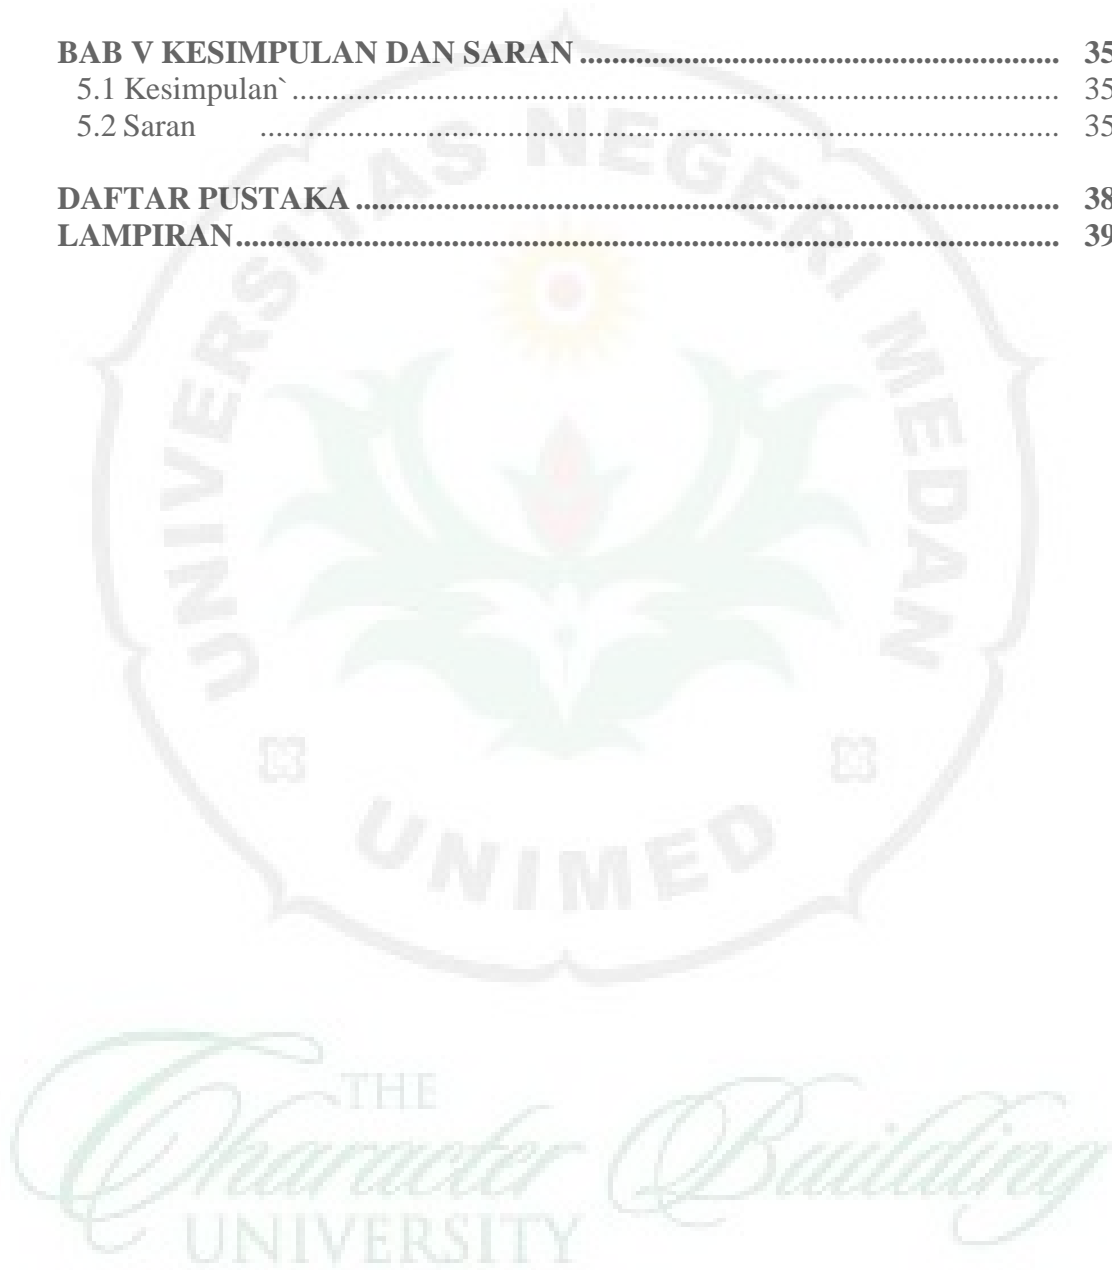 BAB V KESIMPULAN DAN SARAN ............................................................ 35
5.1 Kesimpulan` ................................................................................................ 35
5.2 Saran .................................................................................................... 35
DAFTAR PUSTAKA ........................................................................................ 38
LAMPIRAN....................................................................................................... 39
UNIVERSITAS NEGERI MEDAN
UNIMED
THE
Character Building
UNIVERSITY